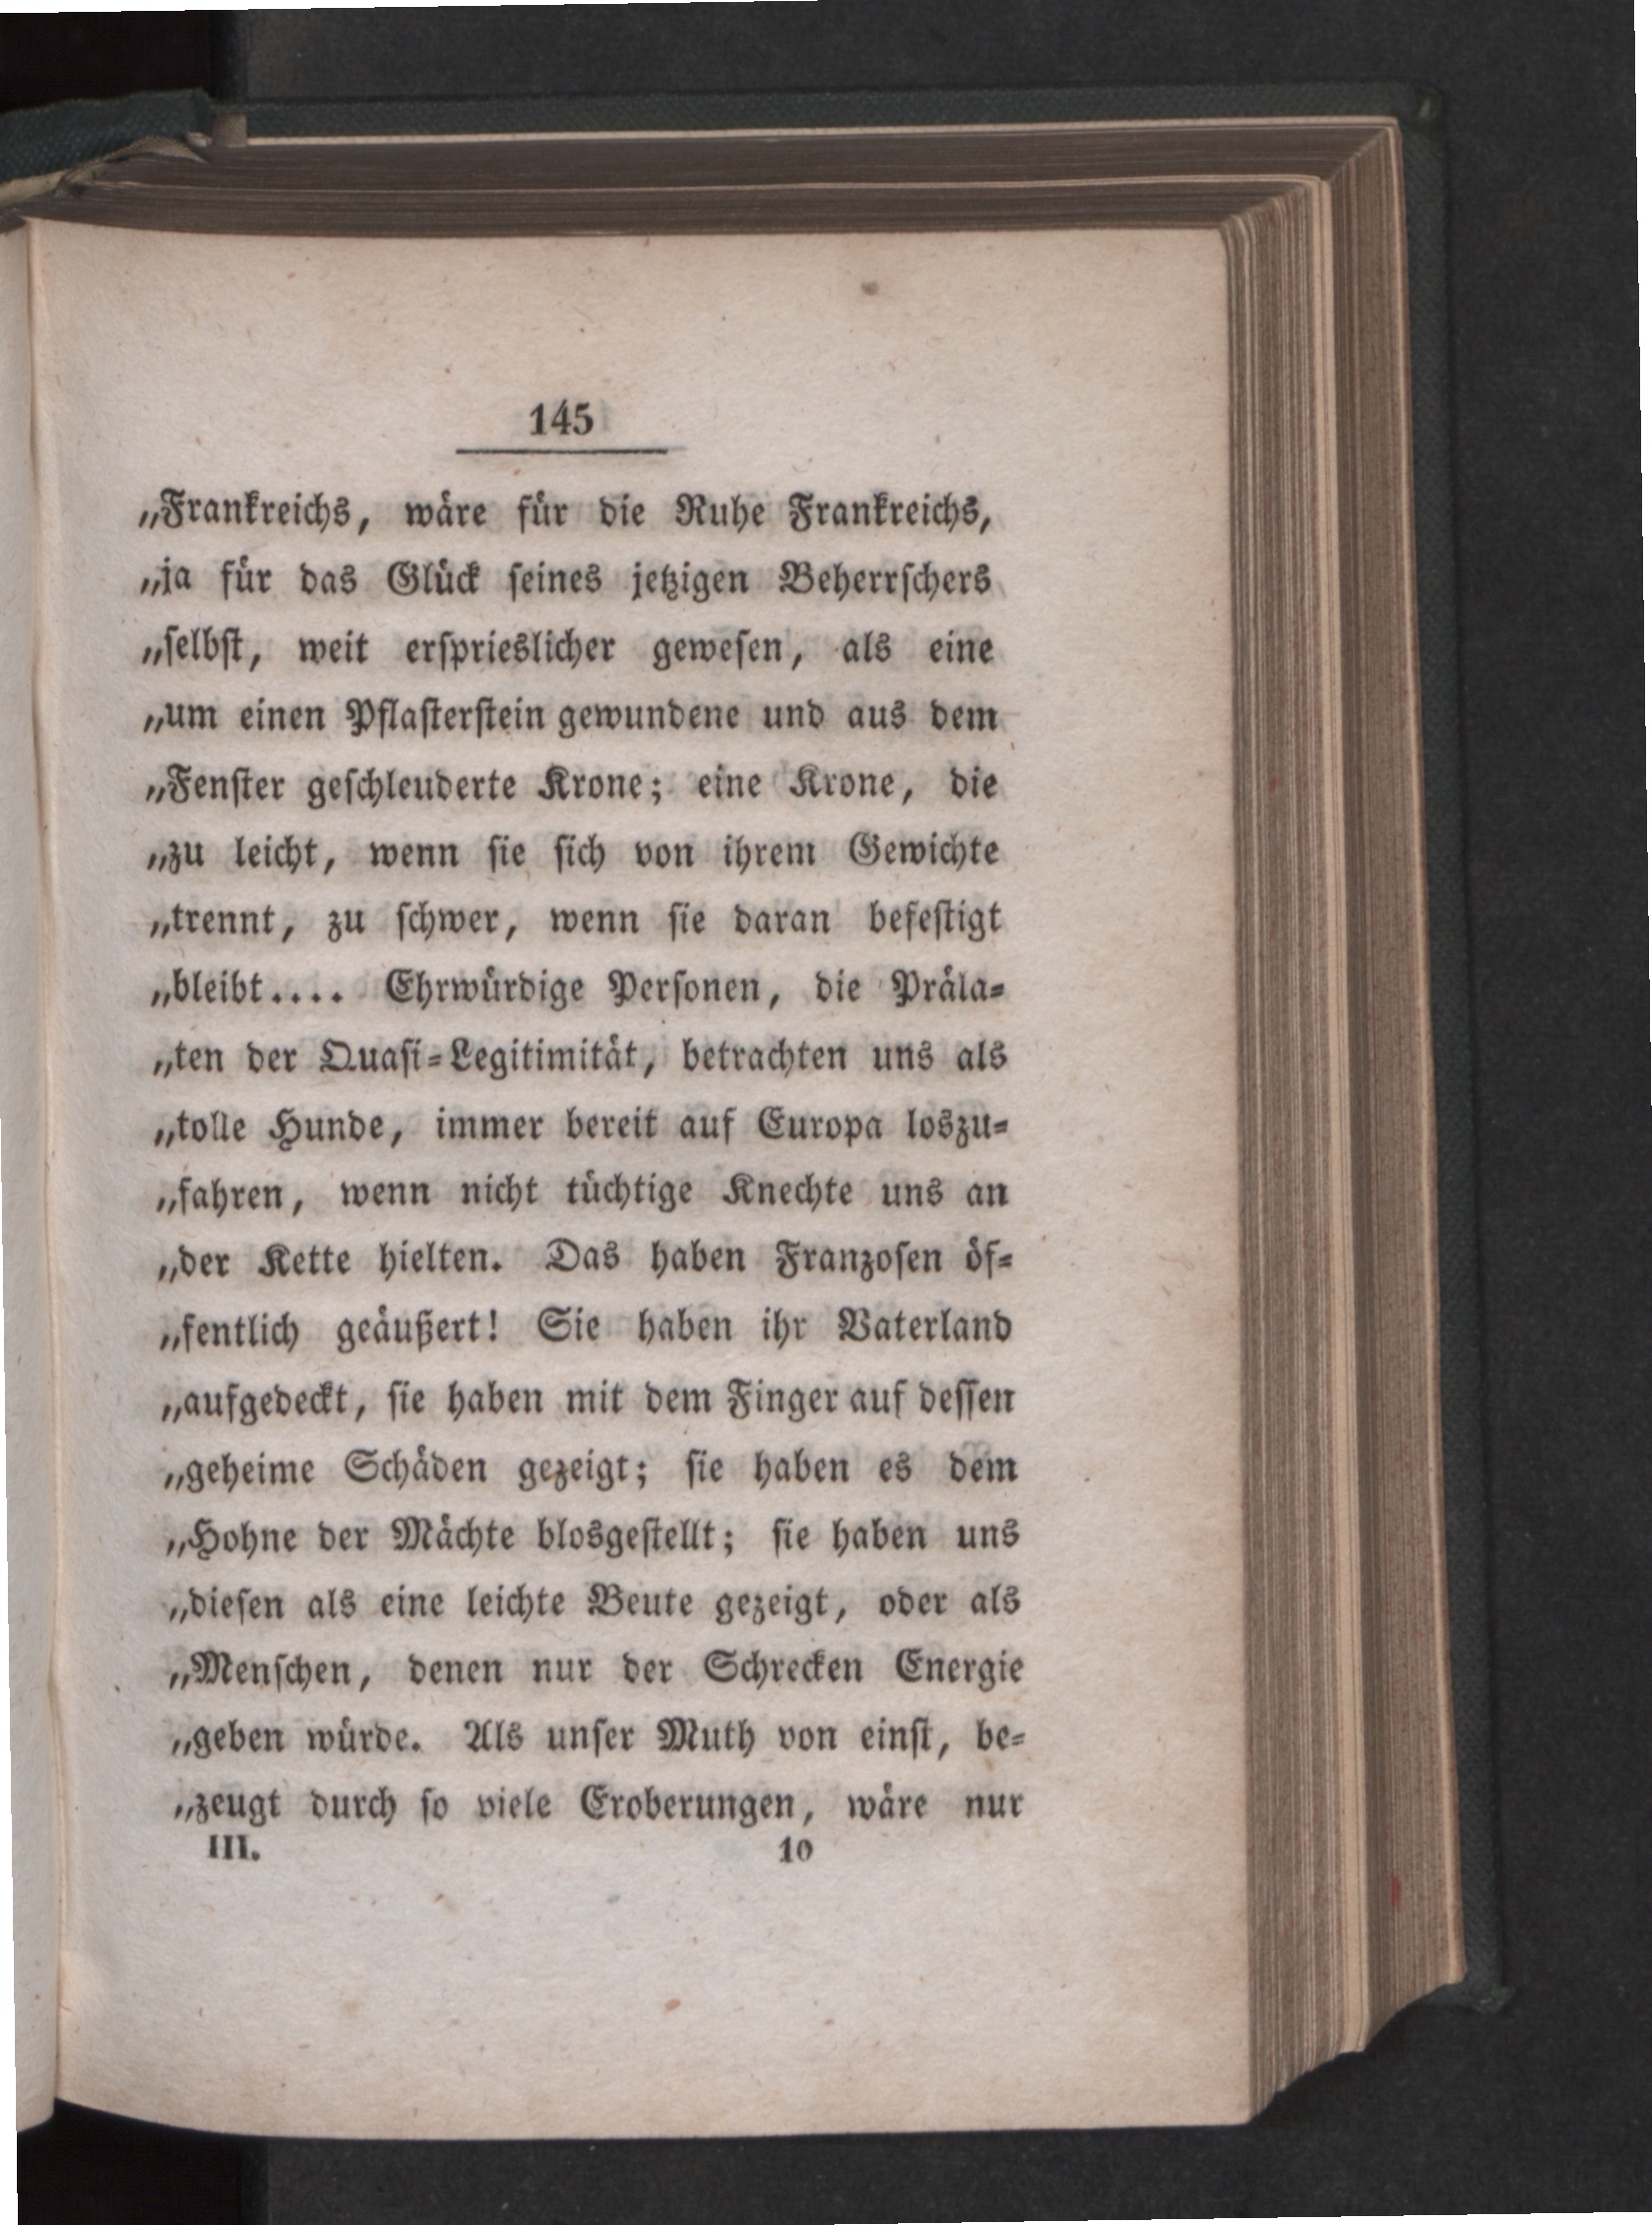 145
„Frankreichs, wäre für die Ruhe Frankreichs,
„ja für das Glück seines jetzigen Beherrschers
„selbst, weit ersprieslicher gewesen, als eine
„um einen Pflasterstein gewundene und aus dem
„Fenster geschleuderte Krone; eine Krone, die
„zu leicht, wenn sie sich von ihrem Gewichte
„trennt, zu schwer, wenn sie daran befestigt
„bleibt.... Ehrwürdige Personen, die Präla-
„ten der Quasi-Legitimität, betrachten uns als
„tolle Hunde, immer bereit auf Europa loszu-
„fahren, wenn nicht tüchtige Knechte uns an
„der Kette hielten. Das haben Franzosen öf-
„fentlich geäußert! Sie haben ihr Vaterland
„aufgedeckt, sie haben mit dem Finger auf dessen
„geheime Schäden gezeigt; sie haben es dem
„Hohne der Mächte blosgestellt; sie haben uns
„diesen als eine leichte Beute gezeigt, oder als
„Menschen, denen nur der Schrecken Energie
„geben würde. Als unser Muth von einst, be-
„zeugt durch so viele Eroberungen, wäre nur
III. 10